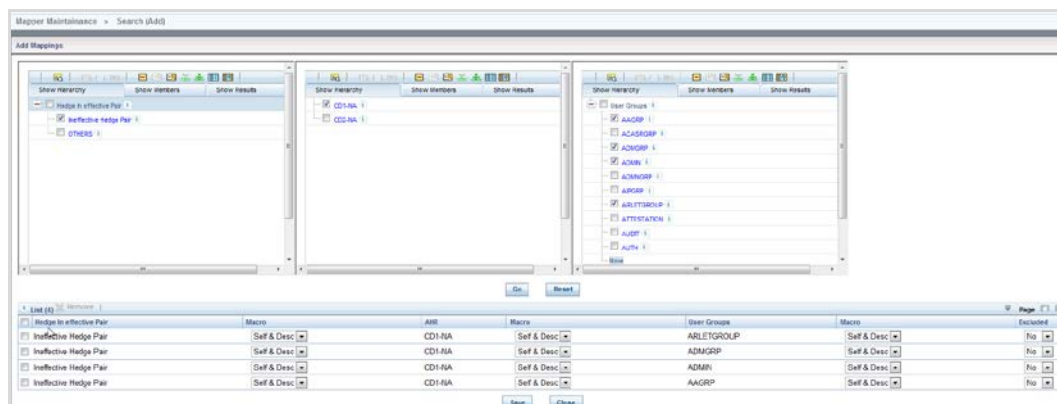 Mapper Maintainance > Search (Add)
Add Mappings
Show Hierarchy Show Members Show Results
Hedge In effective Pair
Ineffective Hedge Pair
OTHERS
Show Hierarchy Show Members Show Results
CD1-NA
CD2-NA
Show Hierarchy Show Members Show Results
User Groups
AAGRP
ACASRGRP
ADMGRP
ADMIN
ADMNGRP
AIPGRP
ARLETGROUP
ATTESTATION
AUDIT
AUTH
More
Go Reset
List (4) Remove Page
Hedge In effective Pair Macro AHR Macro User Groups Macro Excluded
Ineffective Hedge Pair Self & Desc CD1-NA Self & Desc ARLETGROUP Self & Desc No
Ineffective Hedge Pair Self & Desc CD1-NA Self & Desc ADMGRP Self & Desc No
Ineffective Hedge Pair Self & Desc CD1-NA Self & Desc ADMIN Self & Desc No
Ineffective Hedge Pair Self & Desc CD1-NA Self & Desc AAGRP Self & Desc No
Save Close